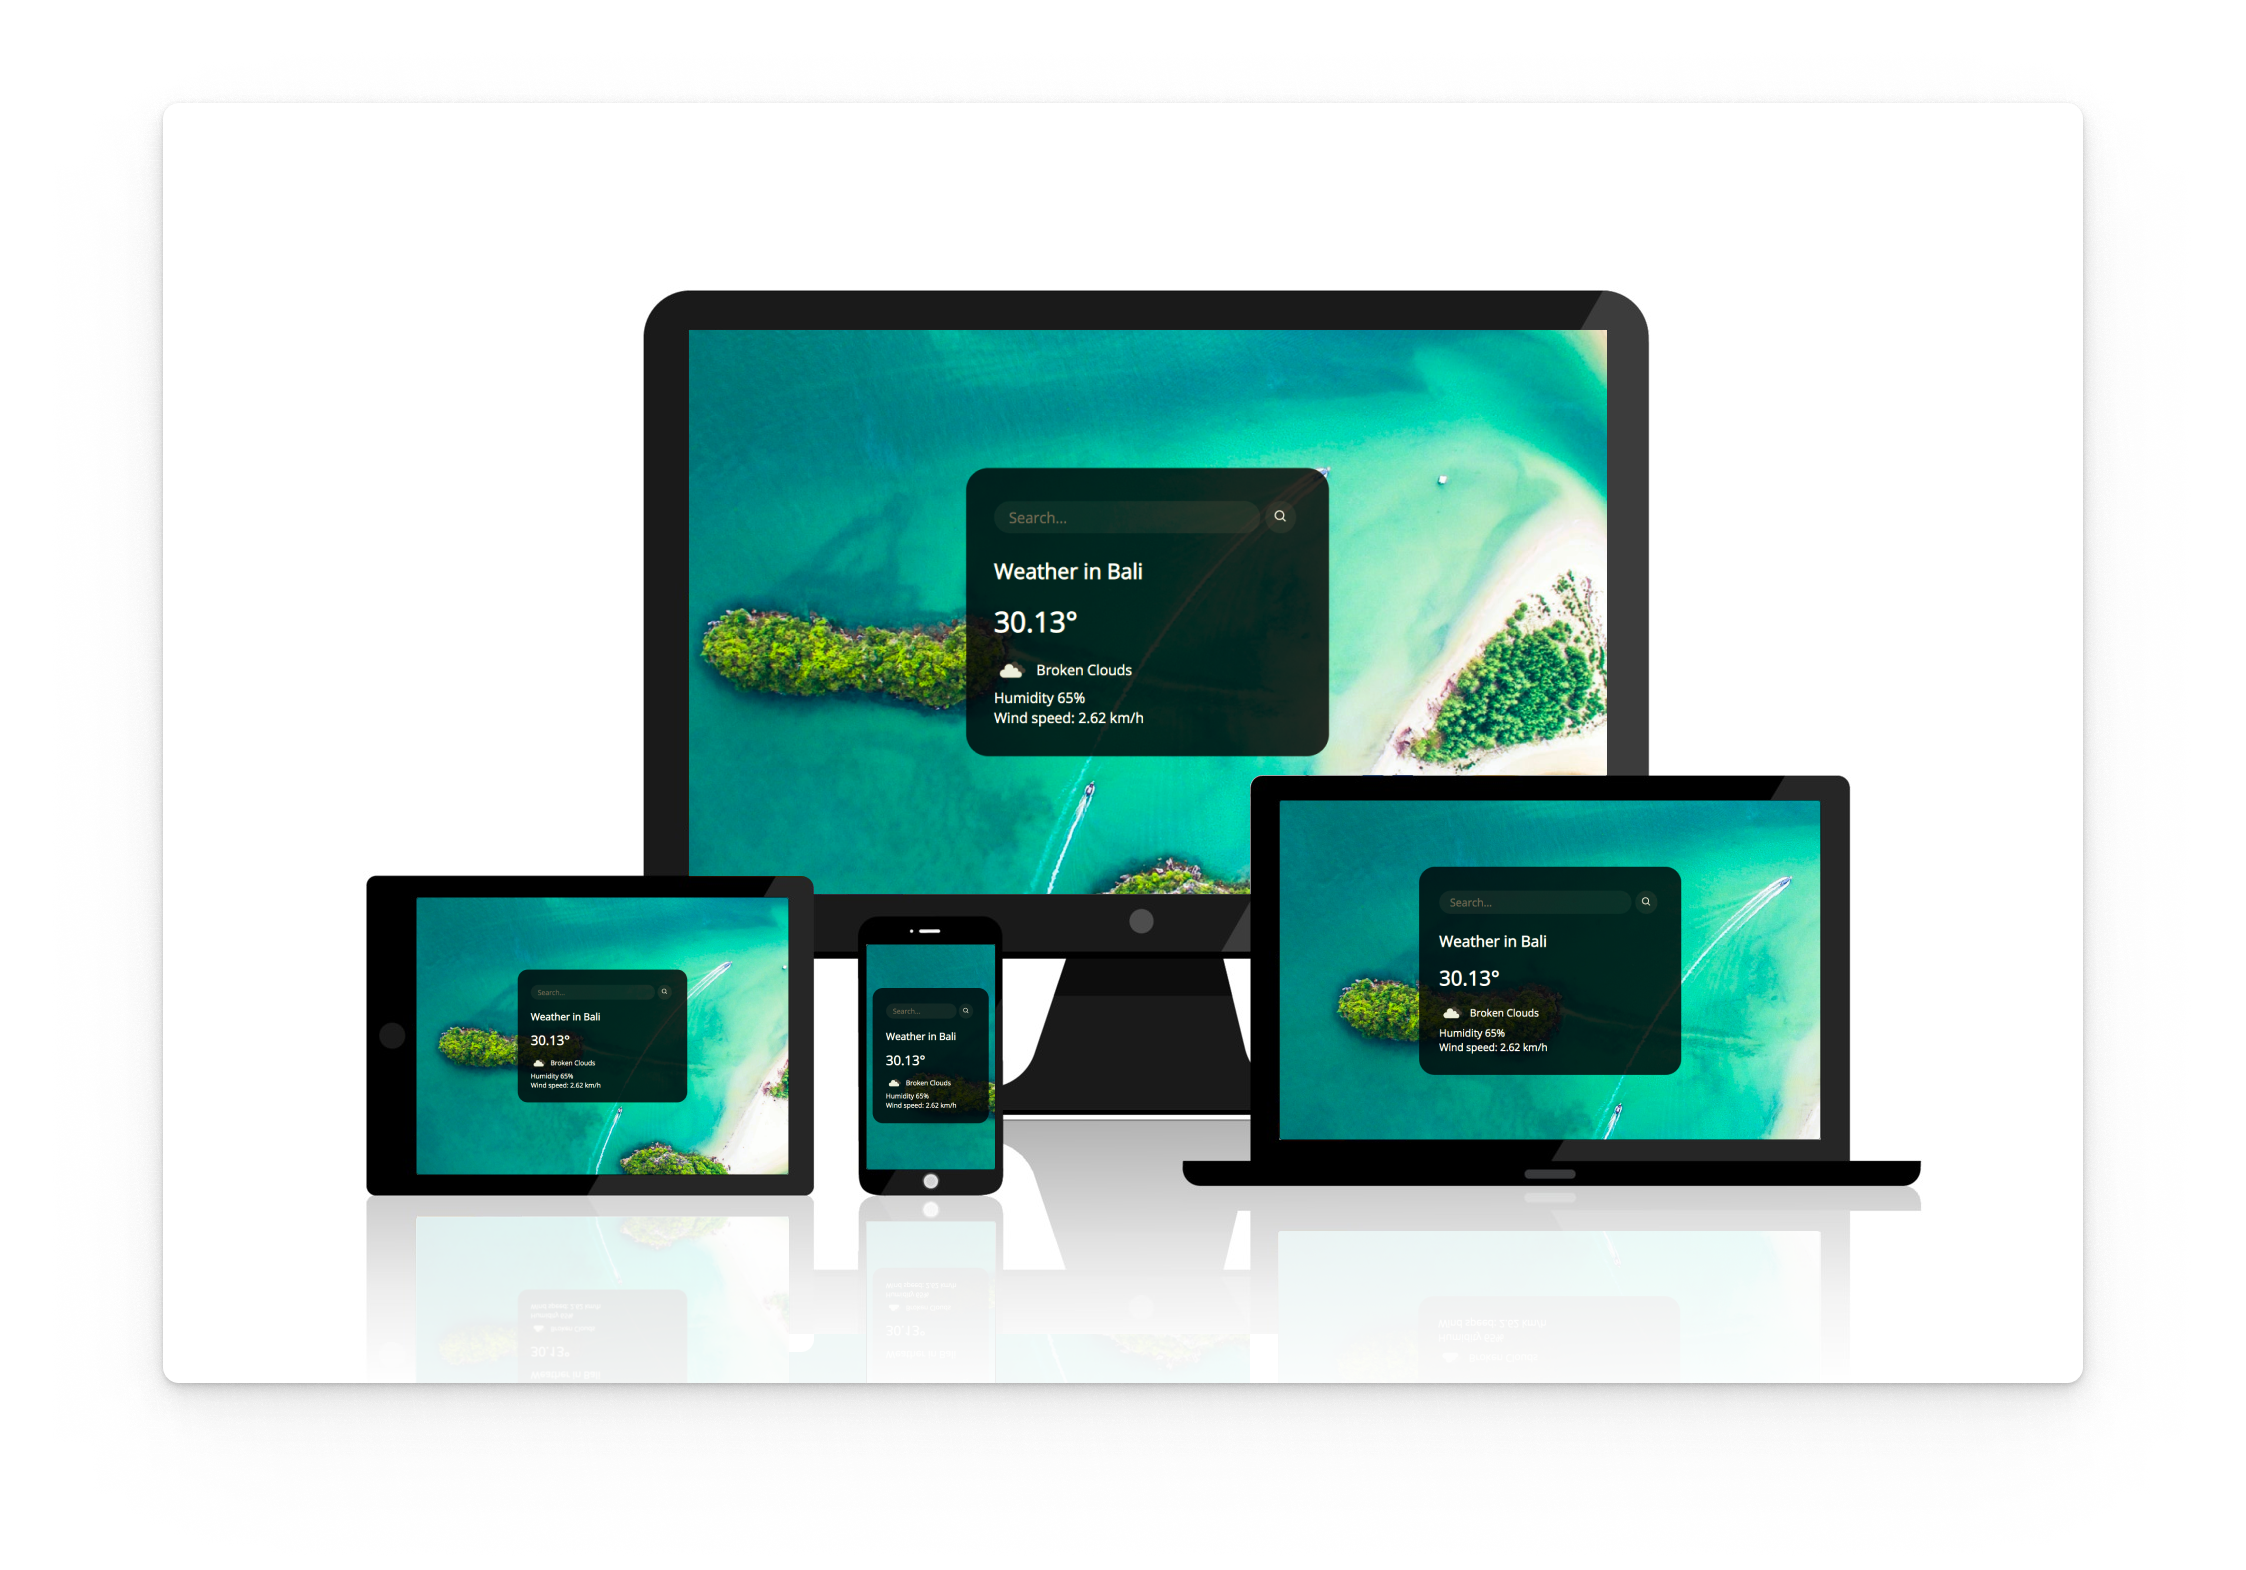 Search...
Weather in Bali
30.13°
Broken Clouds
Humidity 65%
Wind speed: 2.62 km/h
Search...
Weather in Bali
30.13°
Broken Clouds
Humidity 65%
Wind speed: 2.62 km/h
Search...
Weather in Bali
30.13°
Broken Clouds
Humidity 65%
Wind speed: 2.62 km/h
Search...
Weather in Bali
30.13°
Broken Clouds
Humidity 65%
Wind speed: 2.62 km/h